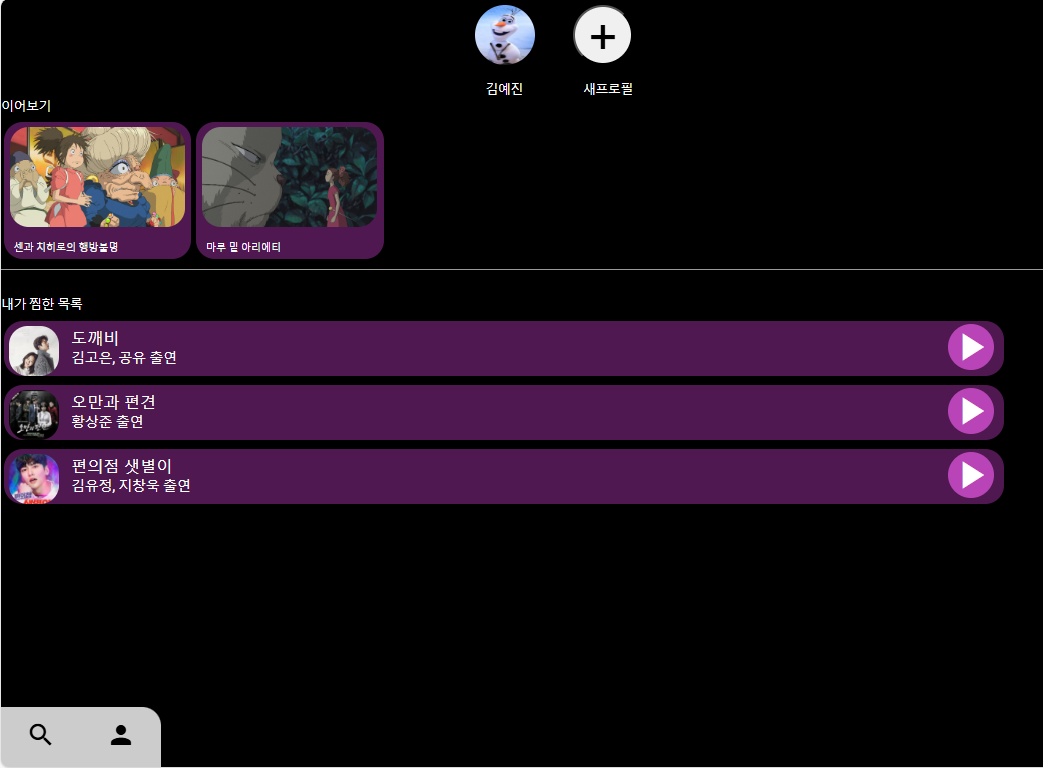 김예진
새프로필
이어보기
센과 치히로의 행방불명
마루 밑 아리에티
내가 찜한 목록
도깨비
김고은, 공유 출연
오만과 편견
황상준 출연
편의점 샛별이
김유정, 지창욱 출연